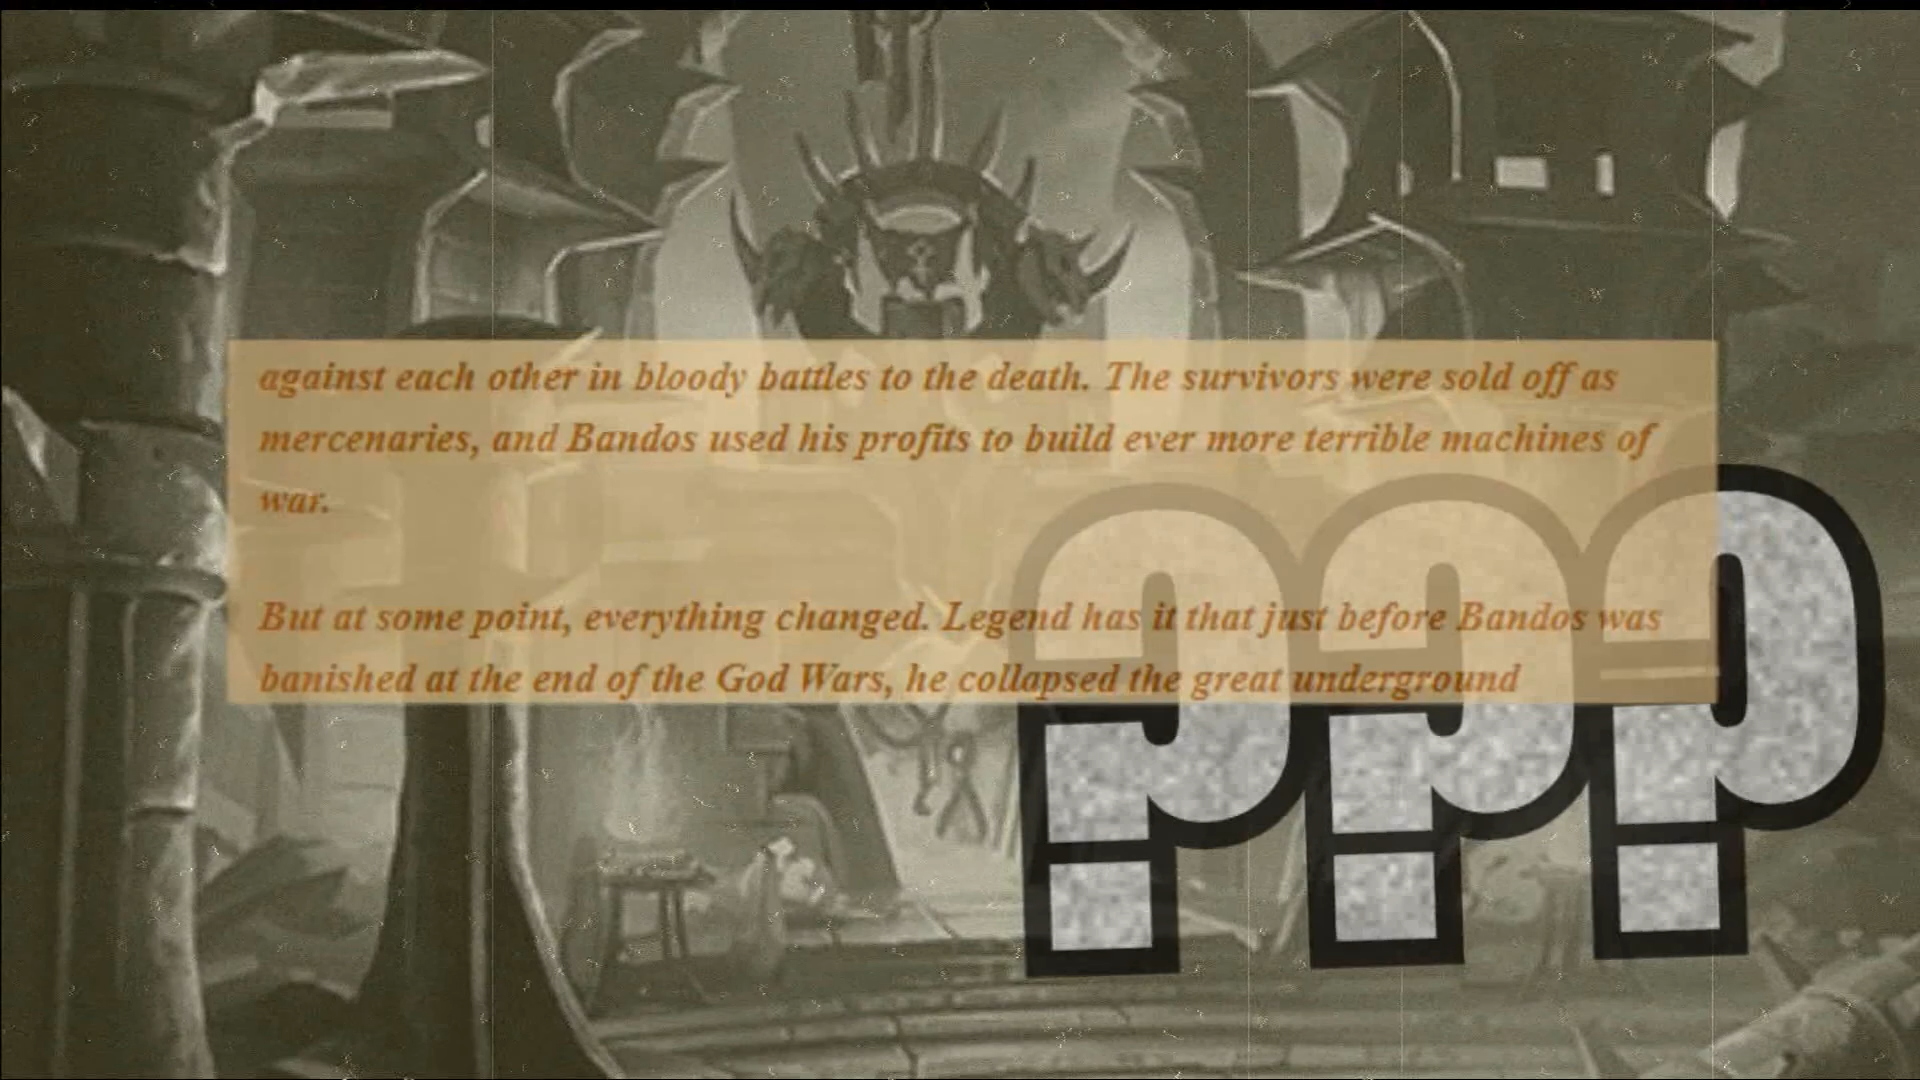 against each other in bloody battles to the death. The survivors were sold off as
mercenaries, and Bandos used his profits to build ever more terrible machines of
war.
But at some point, everything changed. Legend has it that just before Bandos was
banished at the end of the God Wars, he collapsed the great underground
???